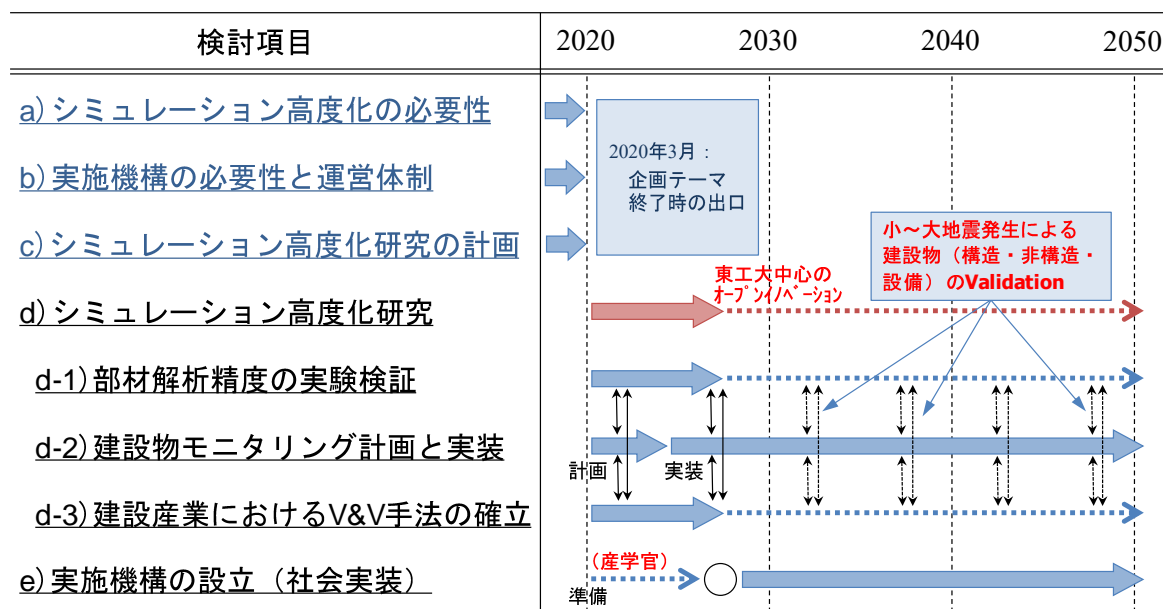 検討項目
2020
2030
2040
2050
a)シミュレーション高度化の必要性
b)実施機構の必要性と運営体制
c)シミュレーション高度化研究の計画
2020年3月：
企画テーマ
終了時の出口
小～大地震発生による
建設物（構造・非構造・
設備）のValidation
東工大中心の
ｵｰﾌﾟﾝｲﾉﾍﾞｰション
d)シミュレーション高度化研究
d-1)部材解析精度の実験検証
d-2)建設物モニタリング計画と実装
計画
実装
d-3)建設産業におけるV&V手法の確立
（産学官）
e)実施機構の設立（社会実装）
準備